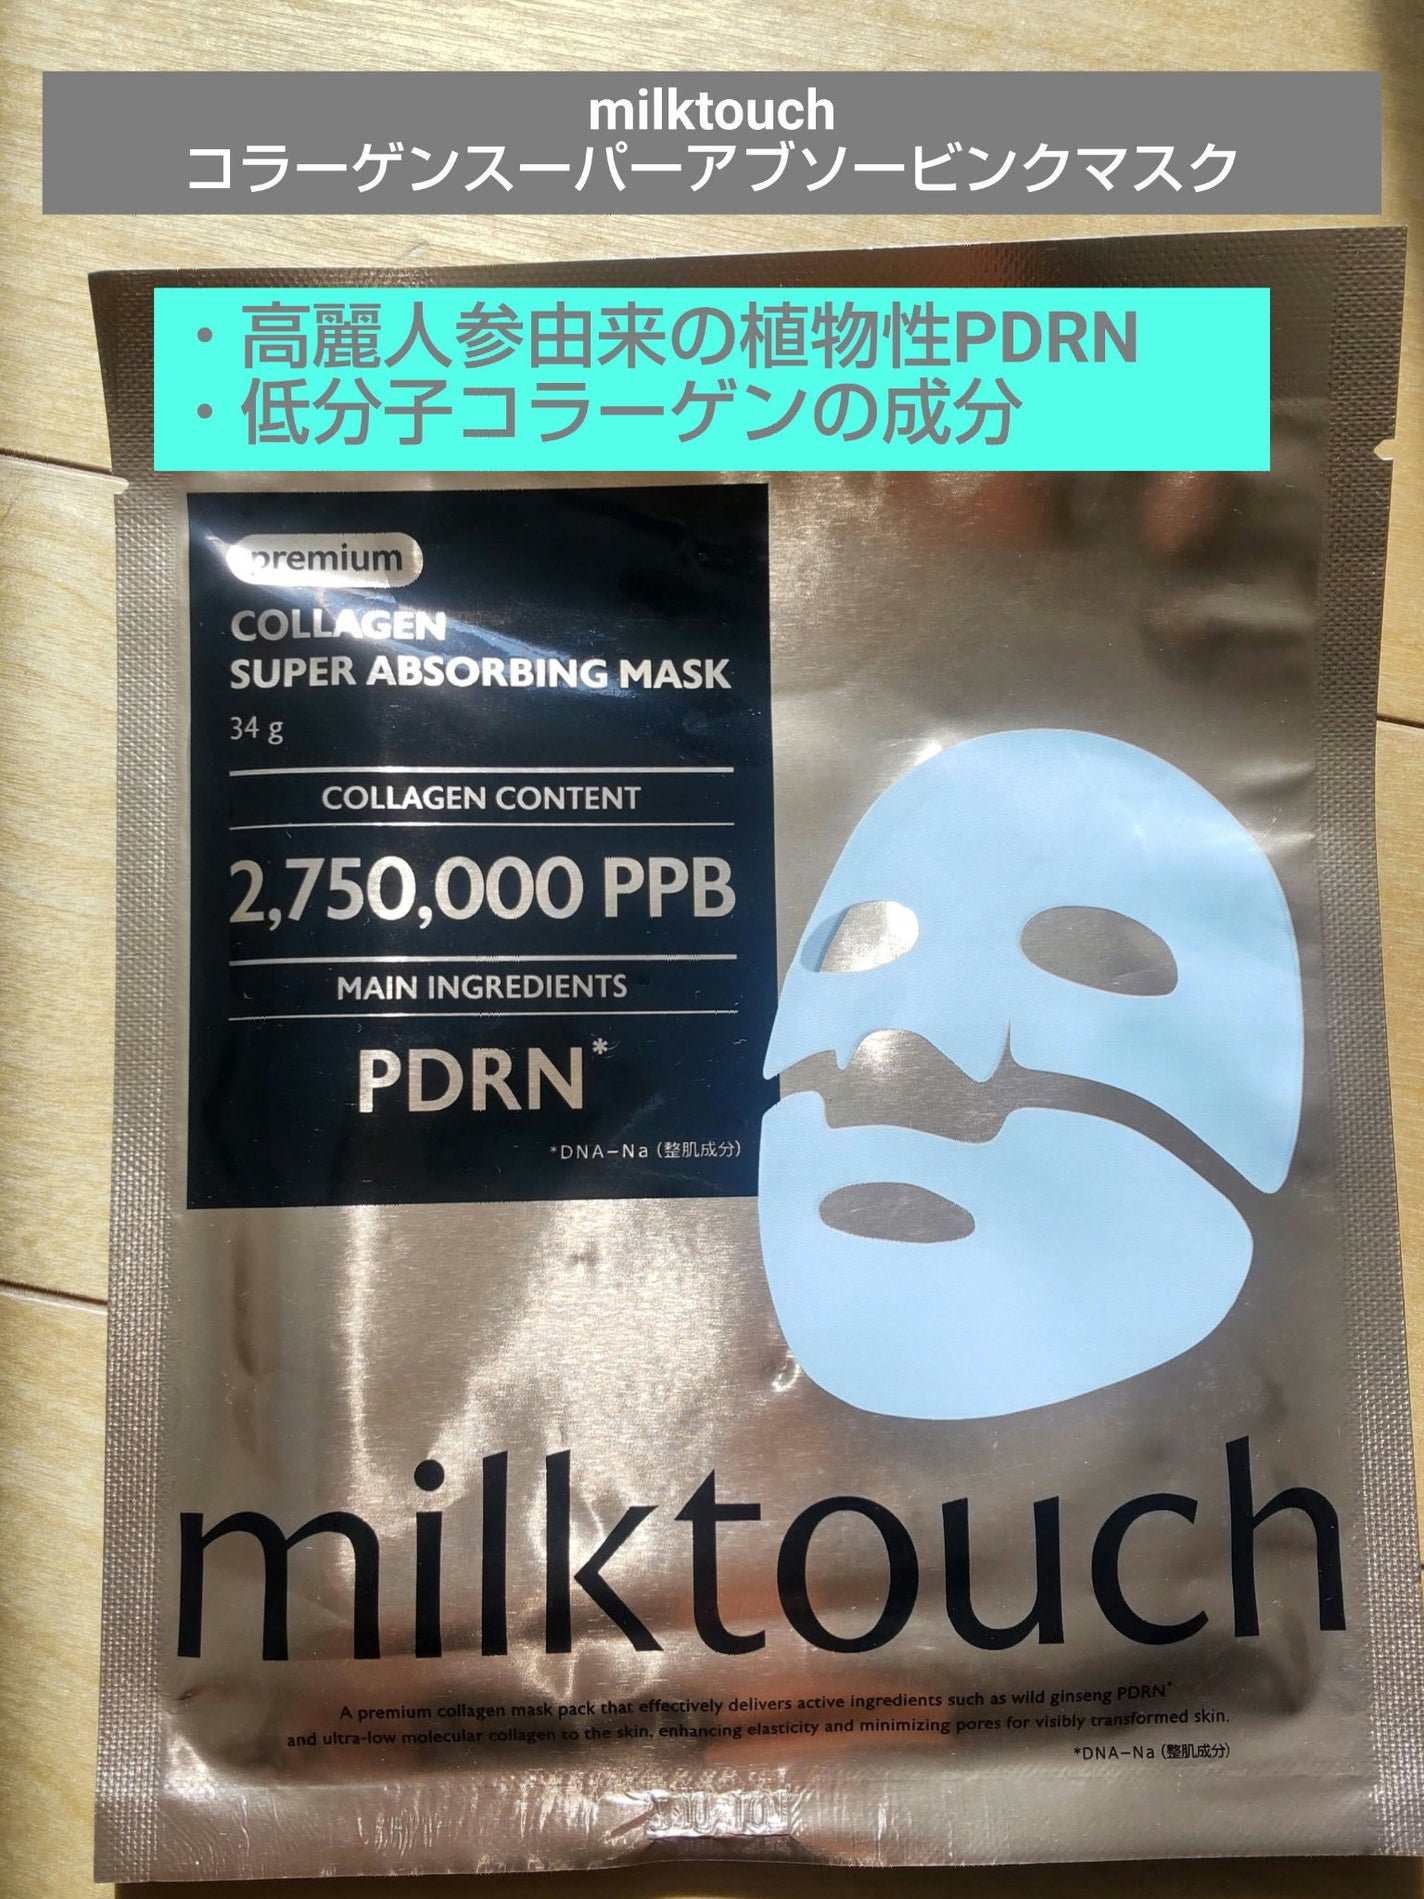 milktouch
コラーゲンスーパーアブソービンクマスク
・高麗人参由来の植物性PDRN
・低分子コラーゲンの成分
premium
COLLAGEN
SUPER ABSORBING MASK
34 g
COLLAGEN CONTENT
2,750,000 PPB
MAIN INGREDIENTS
PDRN*
*DNA-Na (整肌成分)
milktouch
A premium collagen mask pack that effectively delivers active ingredients such as wild ginseng PDRN*
and ultra-low molecular collagen to the skin, enhancing elasticity and minimizing pores for visibly transformed skin.
*DNA-Na (整肌成分)